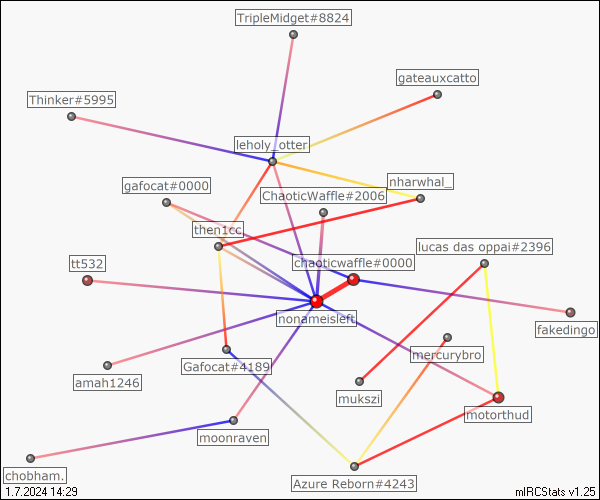 TripleMidget#8824
gateauxcatto
Thinker#5995
leholy_otter
gafocat#0000
nharwhal_
ChaoticWaffle#2006
then1cc
lucas das oppai#2396
tt532
chaoticwaffle#0000
nonameisleft
fakedingo
mercurybro
Gafocat#4189
amah1246
mukszi
motorthud
moonraven
chobham.
Azure Reborn#4243
1.7.2024 14:29
mIRCStats v1.25